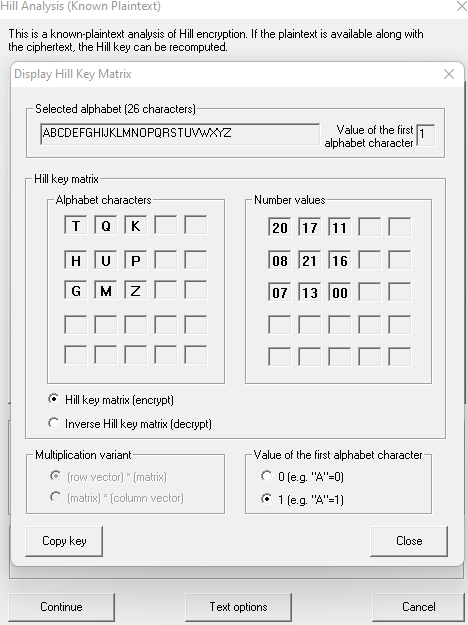 Hill Analysis (Known Plaintext)
This is a known-plaintext analysis of Hill encryption. If the plaintext is available along with
the ciphertext, the Hill key can be recomputed.
Display Hill Key Matrix
Selected alphabet (26 characters)
ABCDEFGHIJKLMNOPQRSTUVWXYZ
Value of the first
alphabet character
1
Hill key matrix
Alphabet characters
T Q K
H U P
G M Z
Number values
20 17 11
08 21 16
07 13 00
Hill key matrix (encrypt)
Inverse Hill key matrix (decrypt)
Multiplication variant
(row vector) * (matrix)
(matrix) * (column vector)
Value of the first alphabet character
0 (e.g. "A"=0)
1 (e.g. "A"=1)
Copy key
Close
Continue
Text options
Cancel